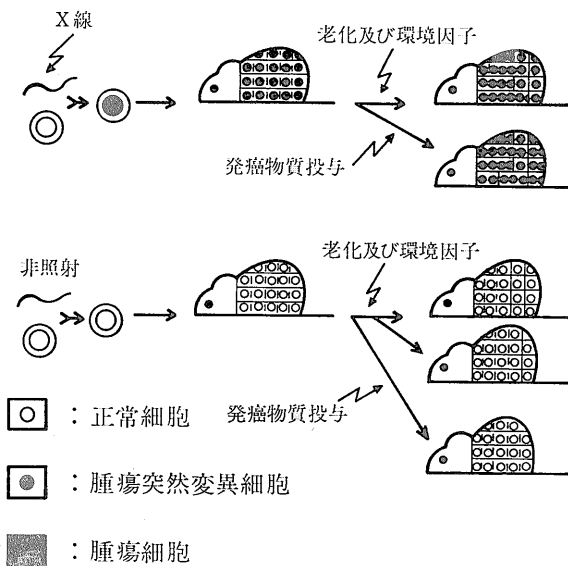 X線
老化及び環境因子
発癌物質投与
非照射
老化及び環境因子
発癌物質投与
：正常細胞
：腫瘍突然変異細胞
：腫瘍細胞